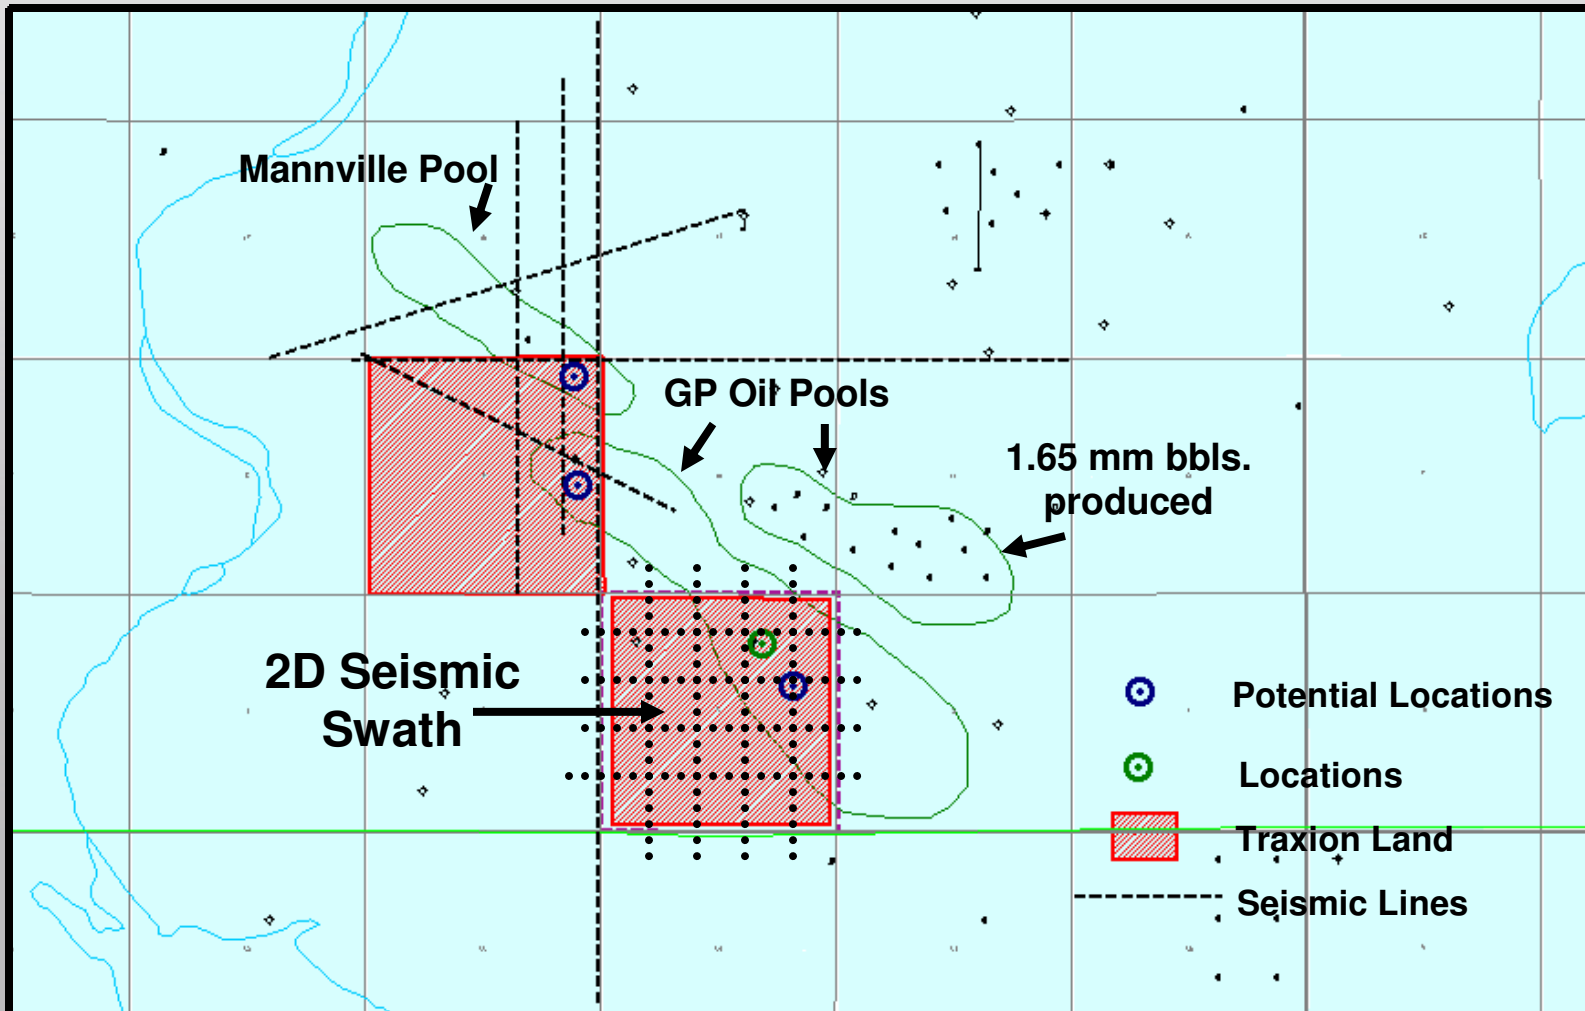 Mannville Pool
GP Oil Pools
1.65 mm bbls.
produced
2D Seismic
Swath
Potential Locations
Locations
Traxion Land
Seismic Lines